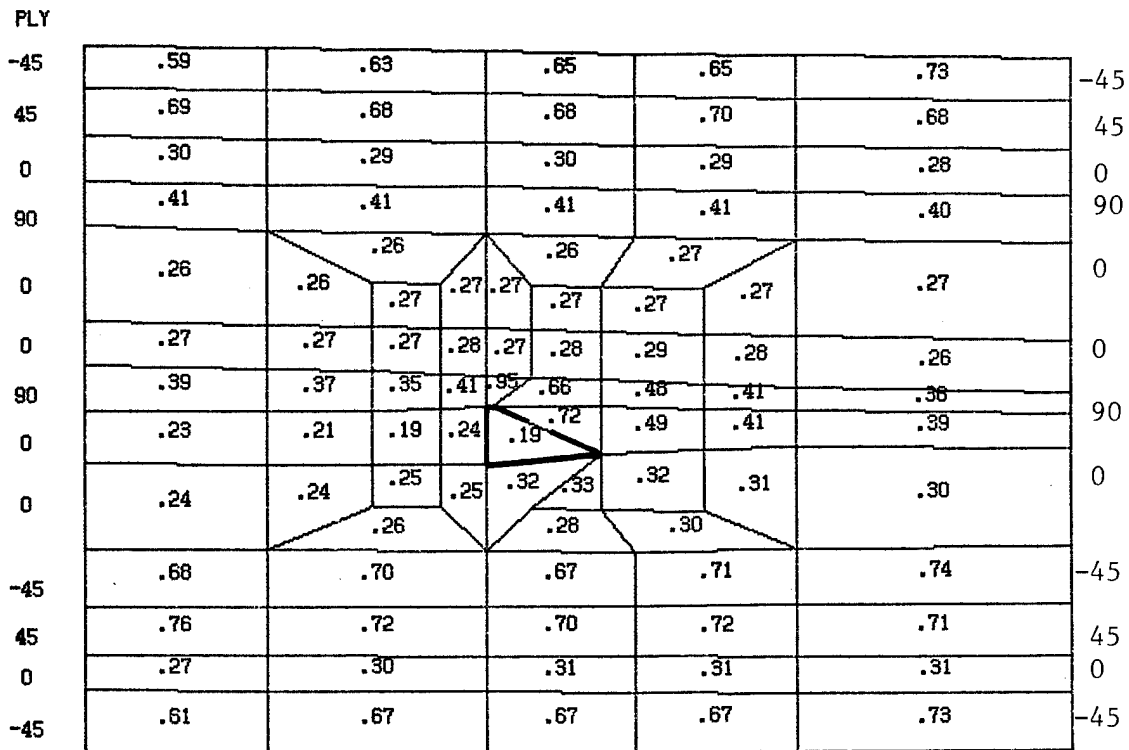 PLY
-45 .59 .63 .65 .65 .73 -45
45 .69 .68 .68 .70 .68 45
0 .30 .29 .30 .29 .28 0
90 .41 .41 .41 .41 .40 90
.26 .26 .27
0 .26 .26 .27 .27 .27 .27 0
.27 .27 .27
0 .27 .27 .27 .28 .27 .28 .29 .28 .26 0
90 .39 .37 .35 .41 .95 .66 .48 .41 .38
0 .23 .21 .19 .24 .19 .72 .49 .41 .39 90
0 .24 .24 .25 .25 .32 .33 .32 .31 .30 0
.26 .28 .30
-45 .68 .70 .67 .71 .74 -45
45 .76 .72 .70 .72 .71 45
0 .27 .30 .31 .31 .31 0
-45 .61 .67 .67 .67 .73 -45